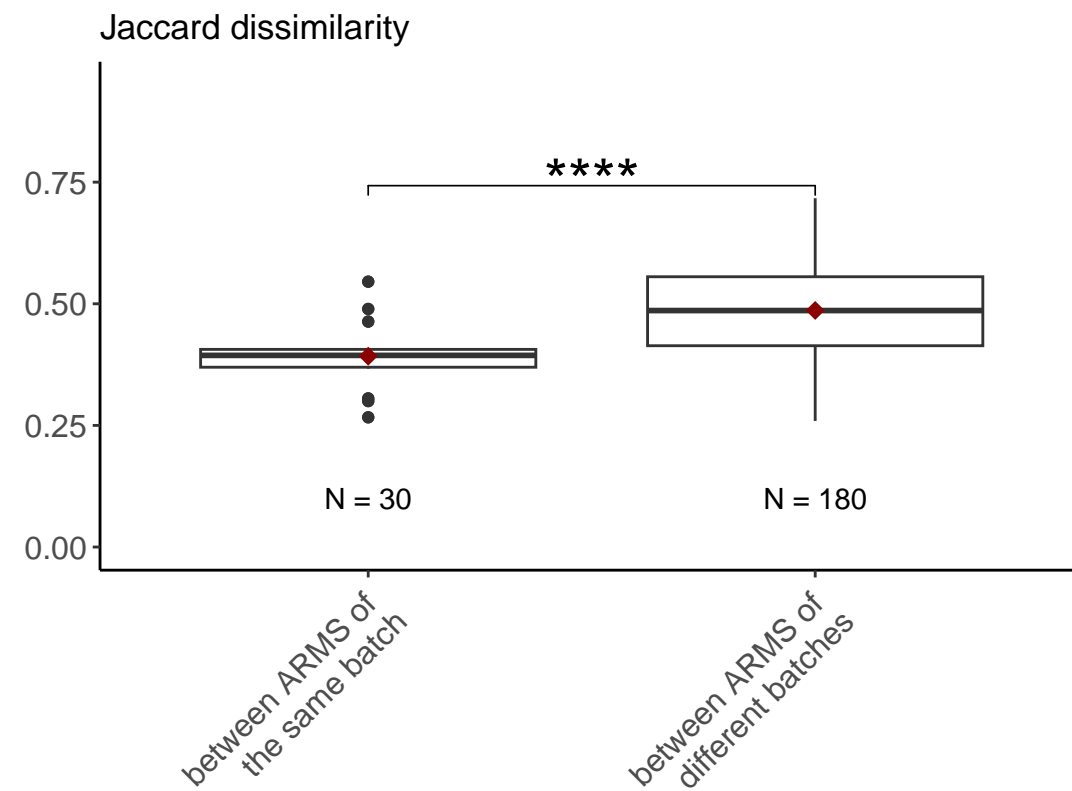 Jaccard dissimilarity
****
0.75
0.50
0.25
0.00
N = 30
N = 180
between ARMS of
the same batch
between ARMS of
different batches